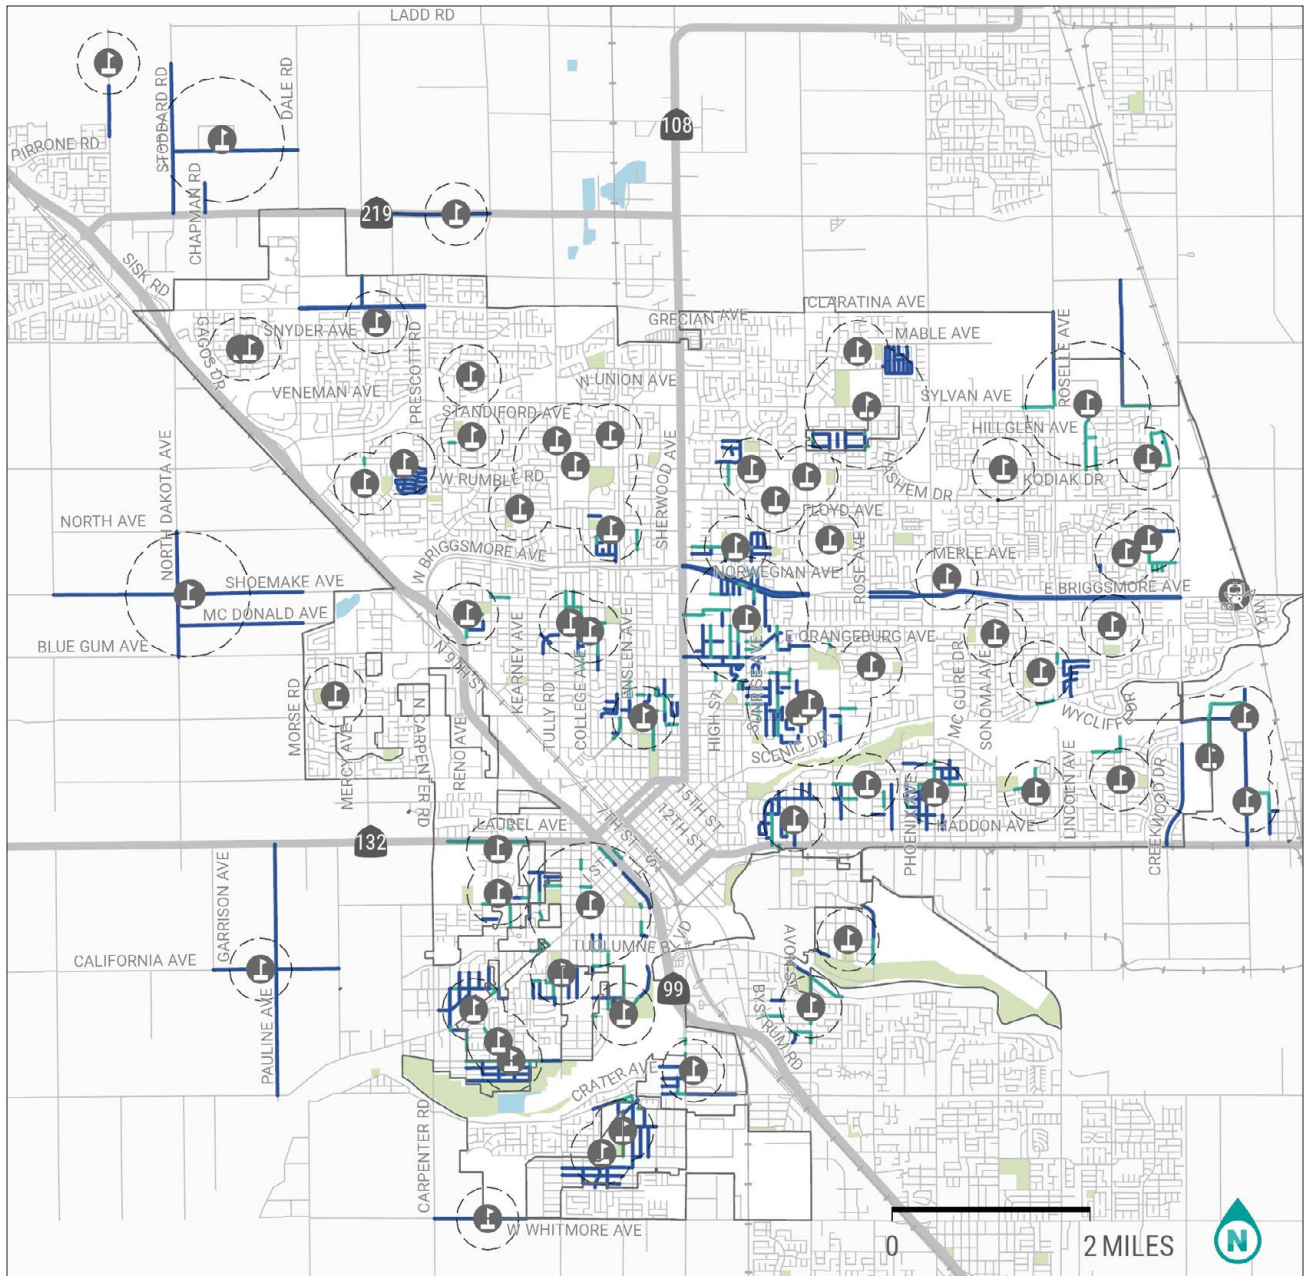 LADD RD
STODDARD RD
DALE RD
PIRRONE RD
108
CHAPMAN RD
219
SISK RD
CLARATINA AVE
GRECIAN AVE
SNYDER AVE
MABLE AVE
GAGOS DR
PRESCOTT RD
ROSELLE AVE
W UNION AVE
VENEMAN AVE
SYLVAN AVE
STANDIFORD AVE
HILLGLEN AVE
NORTH DAKOTA AVE
SHERWOOD AVE
W RUMBLE RD
HASHEM DR
KODIAK DR
NORTH AVE
FLOYD AVE
W BRIGGSMORE AVE
MERLE AVE
NORWEGIAN AVE
ROSE AVE
SHOEMAKE AVE
E BRIGGSMORE AVE
MC DONALD AVE
BLUE GUM AVE
E ORANGEBURG AVE
N 9TH ST
KEARNEY AVE
ENSLEN AVE
TULLY RD
COLLEGE AVE
SUNRISE AVE
MC GUIRE DR
SONOMA AVE
MORSE RD
MERCY AVE
N CARPENTER RD
RENO AVE
HIGH ST
WYCLIFFE DR
SCENIC DR
LINCOLN AVE
CREEKWOOD DR
PHOENIX AVE
15TH ST
12TH ST
7TH ST
HADDON AVE
LAUREL AVE
132
GARRISON AVE
TUOLUMNE BLVD
AVON ST
CALIFORNIA AVE
99
BYSTRUM RD
PAULINE AVE
CRATER AVE
CARPENTER RD
W WHITMORE AVE
0
2 MILES
N